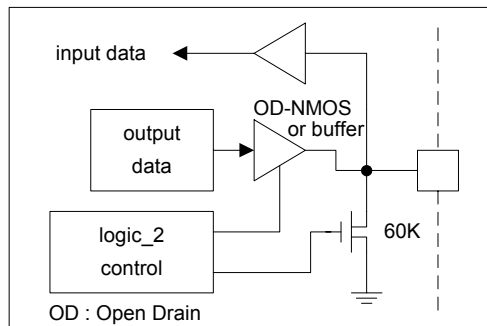 input data
OD-NMOS
or buffer
output
data
logic_2
control
60K
OD : Open Drain